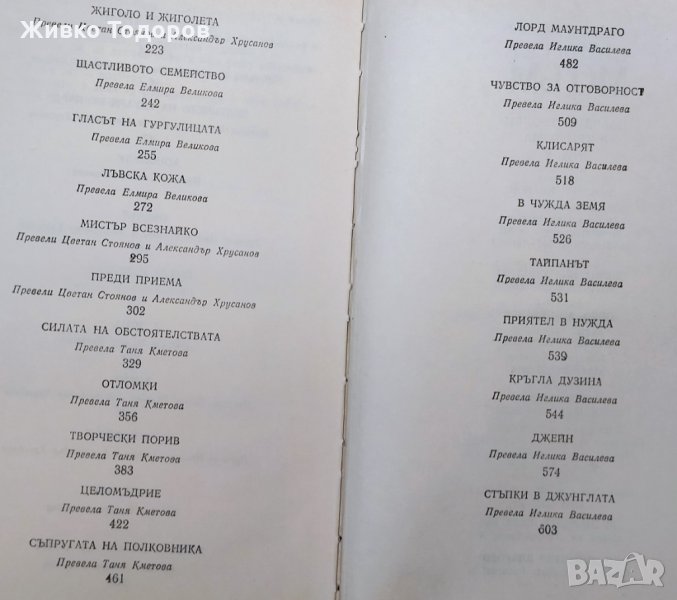 ЖИГОЛО И ЖИГОЛЕТА
Живко Тодоров
Превели Цветан Стоянов и Александър Хрусанов
223
ЩАСТЛИВОТО СЕМЕЙСТВО
Превела Елмира Великова
242
ГЛАСЪТ НА ГУРГУЛИЦАТА
Превела Елмира Великова
255
ЛЪВСКА КОЖА
Превела Елмира Великова
272
МИСТЪР ВСЕЗНАЙКО
Превели Цветан Стоянов и Александър Хрусанов
295
ПРЕДИ ПРИЕМА
Превели Цветан Стоянов и Александър Хрусанов
302
СИЛАТА НА ОБСТОЯТЕЛСТВАТА
Превела Таня Кметова
329
ОТЛОМКИ
Превела Таня Кметова
356
ТВОРЧЕСКИ ПОРИВ
Превела Таня Кметова
383
ЦЕЛОМЪДРИЕ
Превела Таня Кметова
422
СЪПРУГАТА НА ПОЛКОВНИКА
Превела Таня Кметова
461
ЛОРД МАУНТДРАГО
Превела Иглика Василева
482
ЧУВСТВО ЗА ОТГОВОРНОСТ
Превела Иглика Василева
509
КЛИСАРЯТ
Превела Иглика Василева
518
В ЧУЖДА ЗЕМЯ
Превела Иглика Василева
526
ТАЙПАНЪТ
Превела Иглика Василева
531
ПРИЯТЕЛ В НУЖДА
Превела Иглика Василева
539
КРЪГЛА ДУЗИНА
Превела Иглика Василева
544
ДЖЕЙН
Превела Иглика Василева
574
СТЪПКИ В ДЖУНГЛАТА
Превела Иглика Василева
603
BAZAR